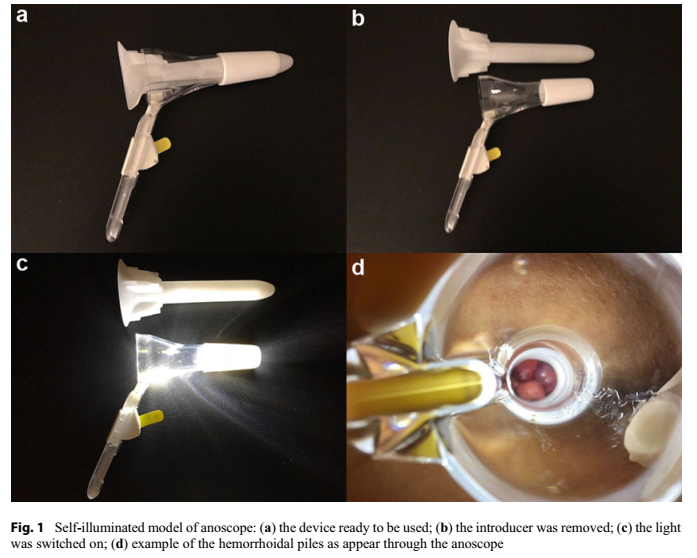 a
b
c
d
Fig. 1 Self-illuminated model of anoscope: (a) the device ready to be used; (b) the introducer was removed; (c) the light
was switched on; (d) example of the hemorrhoidal piles as appear through the anoscope